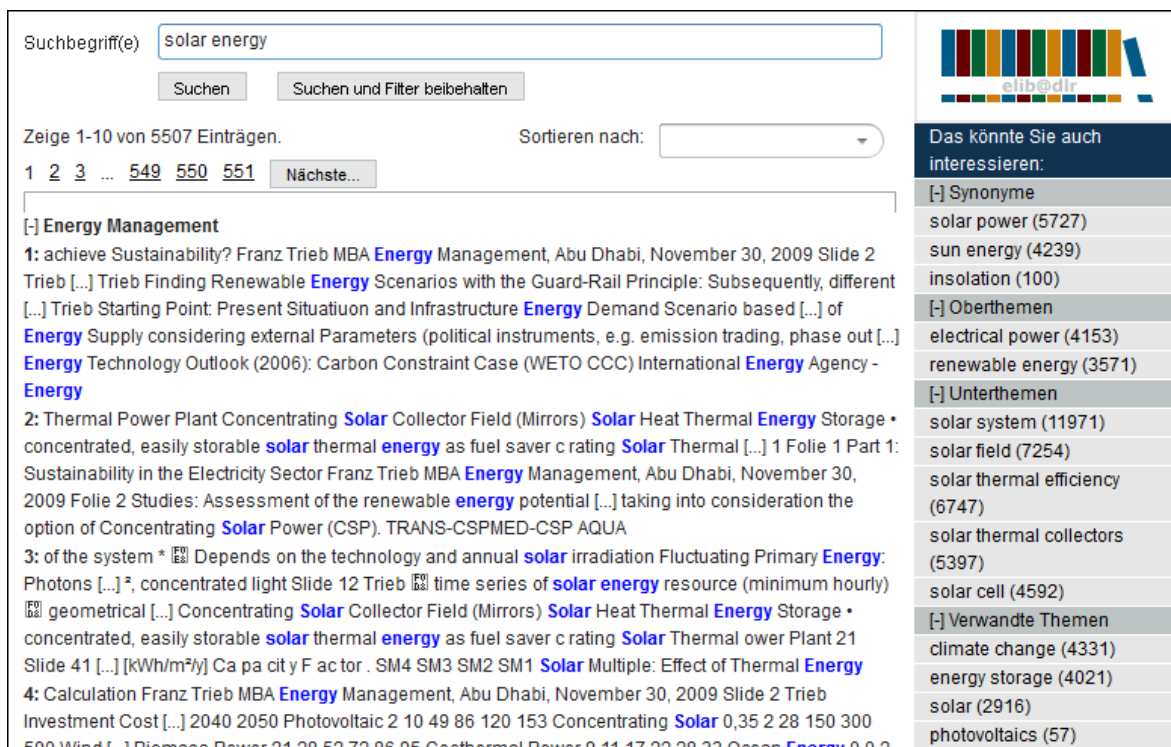 Suchbegriff(e) solar energy
Suchen Suchen und Filter beibehalten
Zeige 1-10 von 5507 Einträgen. Sortieren nach:
1 2 3 ... 549 550 551 Nächste...
[-] Energy Management
1: achieve Sustainability? Franz Trieb MBA Energy Management, Abu Dhabi, November 30, 2009 Slide 2
Trieb [...] Trieb Finding Renewable Energy Scenarios with the Guard-Rail Principle: Subsequently, different
[...] Trieb Starting Point: Present Situatiuon and Infrastructure Energy Demand Scenario based [...] of
Energy Supply considering external Parameters (political instruments, e.g. emission trading, phase out [...]
Energy Technology Outlook (2006): Carbon Constraint Case (WETO CCC) International Energy Agency -
Energy
2: Thermal Power Plant Concentrating Solar Collector Field (Mirrors) Solar Heat Thermal Energy Storage •
concentrated, easily storable solar thermal energy as fuel saver c rating Solar Thermal [...] 1 Folie 1 Part 1:
Sustainability in the Electricity Sector Franz Trieb MBA Energy Management, Abu Dhabi, November 30,
2009 Folie 2 Studies: Assessment of the renewable energy potential [...] taking into consideration the
option of Concentrating Solar Power (CSP). TRANS-CSPMED-CSP AQUA
3: of the system * Depends on the technology and annual solar irradiation Fluctuating Primary Energy:
Photons [...] ², concentrated light Slide 12 Trieb time series of solar energy resource (minimum hourly)
geometrical [...] Concentrating Solar Collector Field (Mirrors) Solar Heat Thermal Energy Storage •
concentrated, easily storable solar thermal energy as fuel saver c rating Solar Thermal ower Plant 21
Slide 41 [...] [kWh/m²/y] Ca pa cit y F ac tor . SM4 SM3 SM2 SM1 Solar Multiple: Effect of Thermal Energy
4: Calculation Franz Trieb MBA Energy Management, Abu Dhabi, November 30, 2009 Slide 2 Trieb
Investment Cost [...] 2040 2050 Photovoltaic 2 10 49 86 120 153 Concentrating Solar 0,35 2 28 150 300
elib@dlr
Das könnte Sie auch
interessieren:
[-] Synonyme
solar power (5727)
sun energy (4239)
insolation (100)
[-] Oberthemen
electrical power (4153)
renewable energy (3571)
[-] Unterthemen
solar system (11971)
solar field (7254)
solar thermal efficiency
(6747)
solar thermal collectors
(5397)
solar cell (4592)
[-] Verwandte Themen
climate change (4331)
energy storage (4021)
solar (2916)
photovoltaics (57)